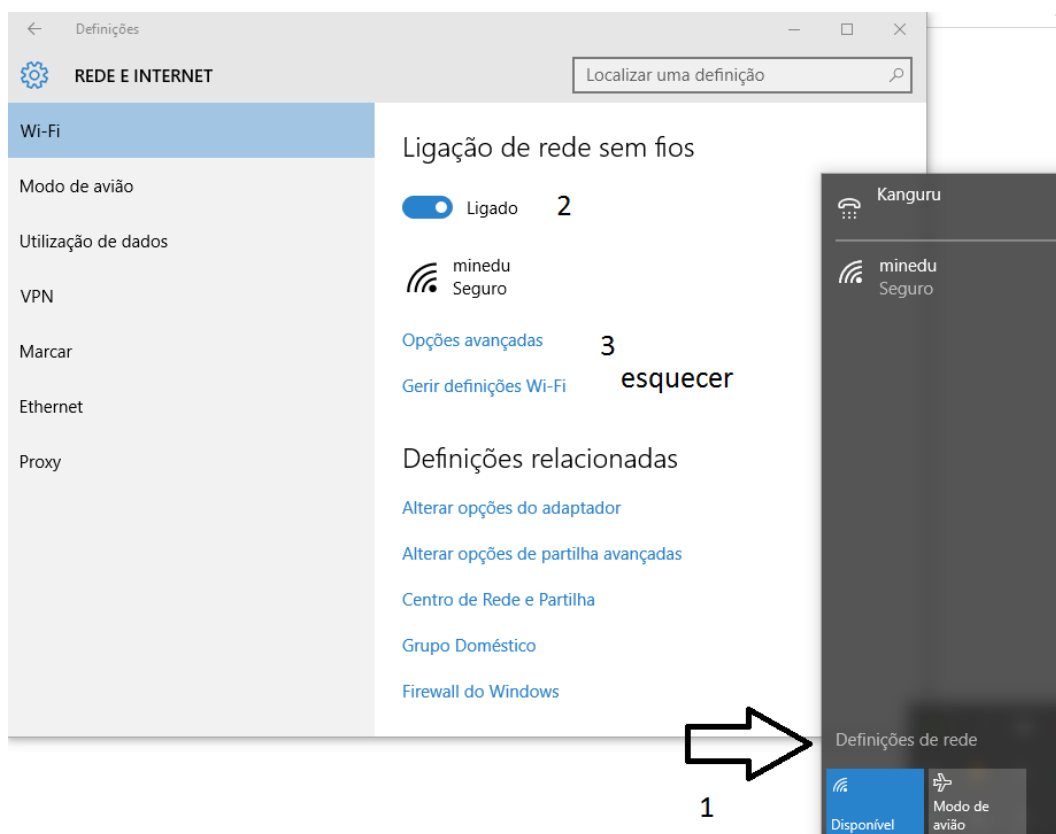 Definições
REDE E INTERNET
Localizar uma definição
Wi-Fi
Modo de avião
Utilização de dados
VPN
Marcar
Ethernet
Proxy
Ligação de rede sem fios
Ligado
2
minedu
Seguro
Opções avançadas
3
Gerir definições Wi-Fi
esquecer
Definições relacionadas
Alterar opções do adaptador
Alterar opções de partilha avançadas
Centro de Rede e Partilha
Grupo Doméstico
Firewall do Windows
1
Kanguru
minedu
Seguro
Definições de rede
Disponível
Modo de
avião